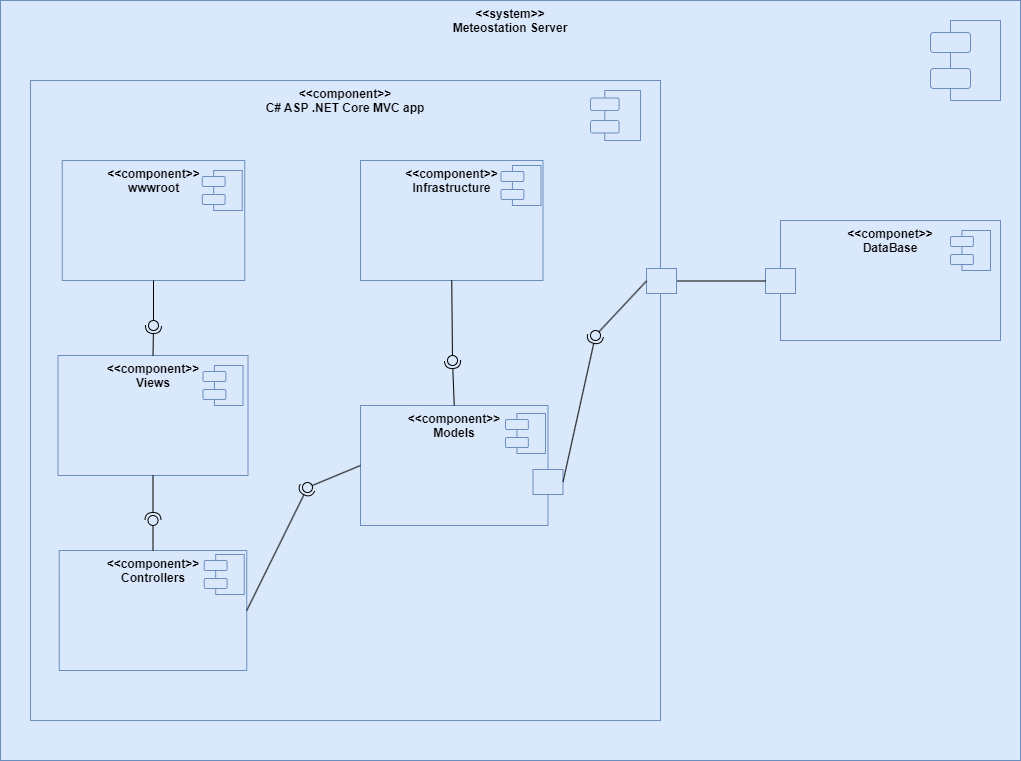 <<system>>
Meteostation Server
<<component>>
C# ASP .NET Core MVC app
<<component>>
wwwroot
<<component>>
Infrastructure
<<componet>>
DataBase
<<component>>
Views
<<component>>
Models
<<component>>
Controllers